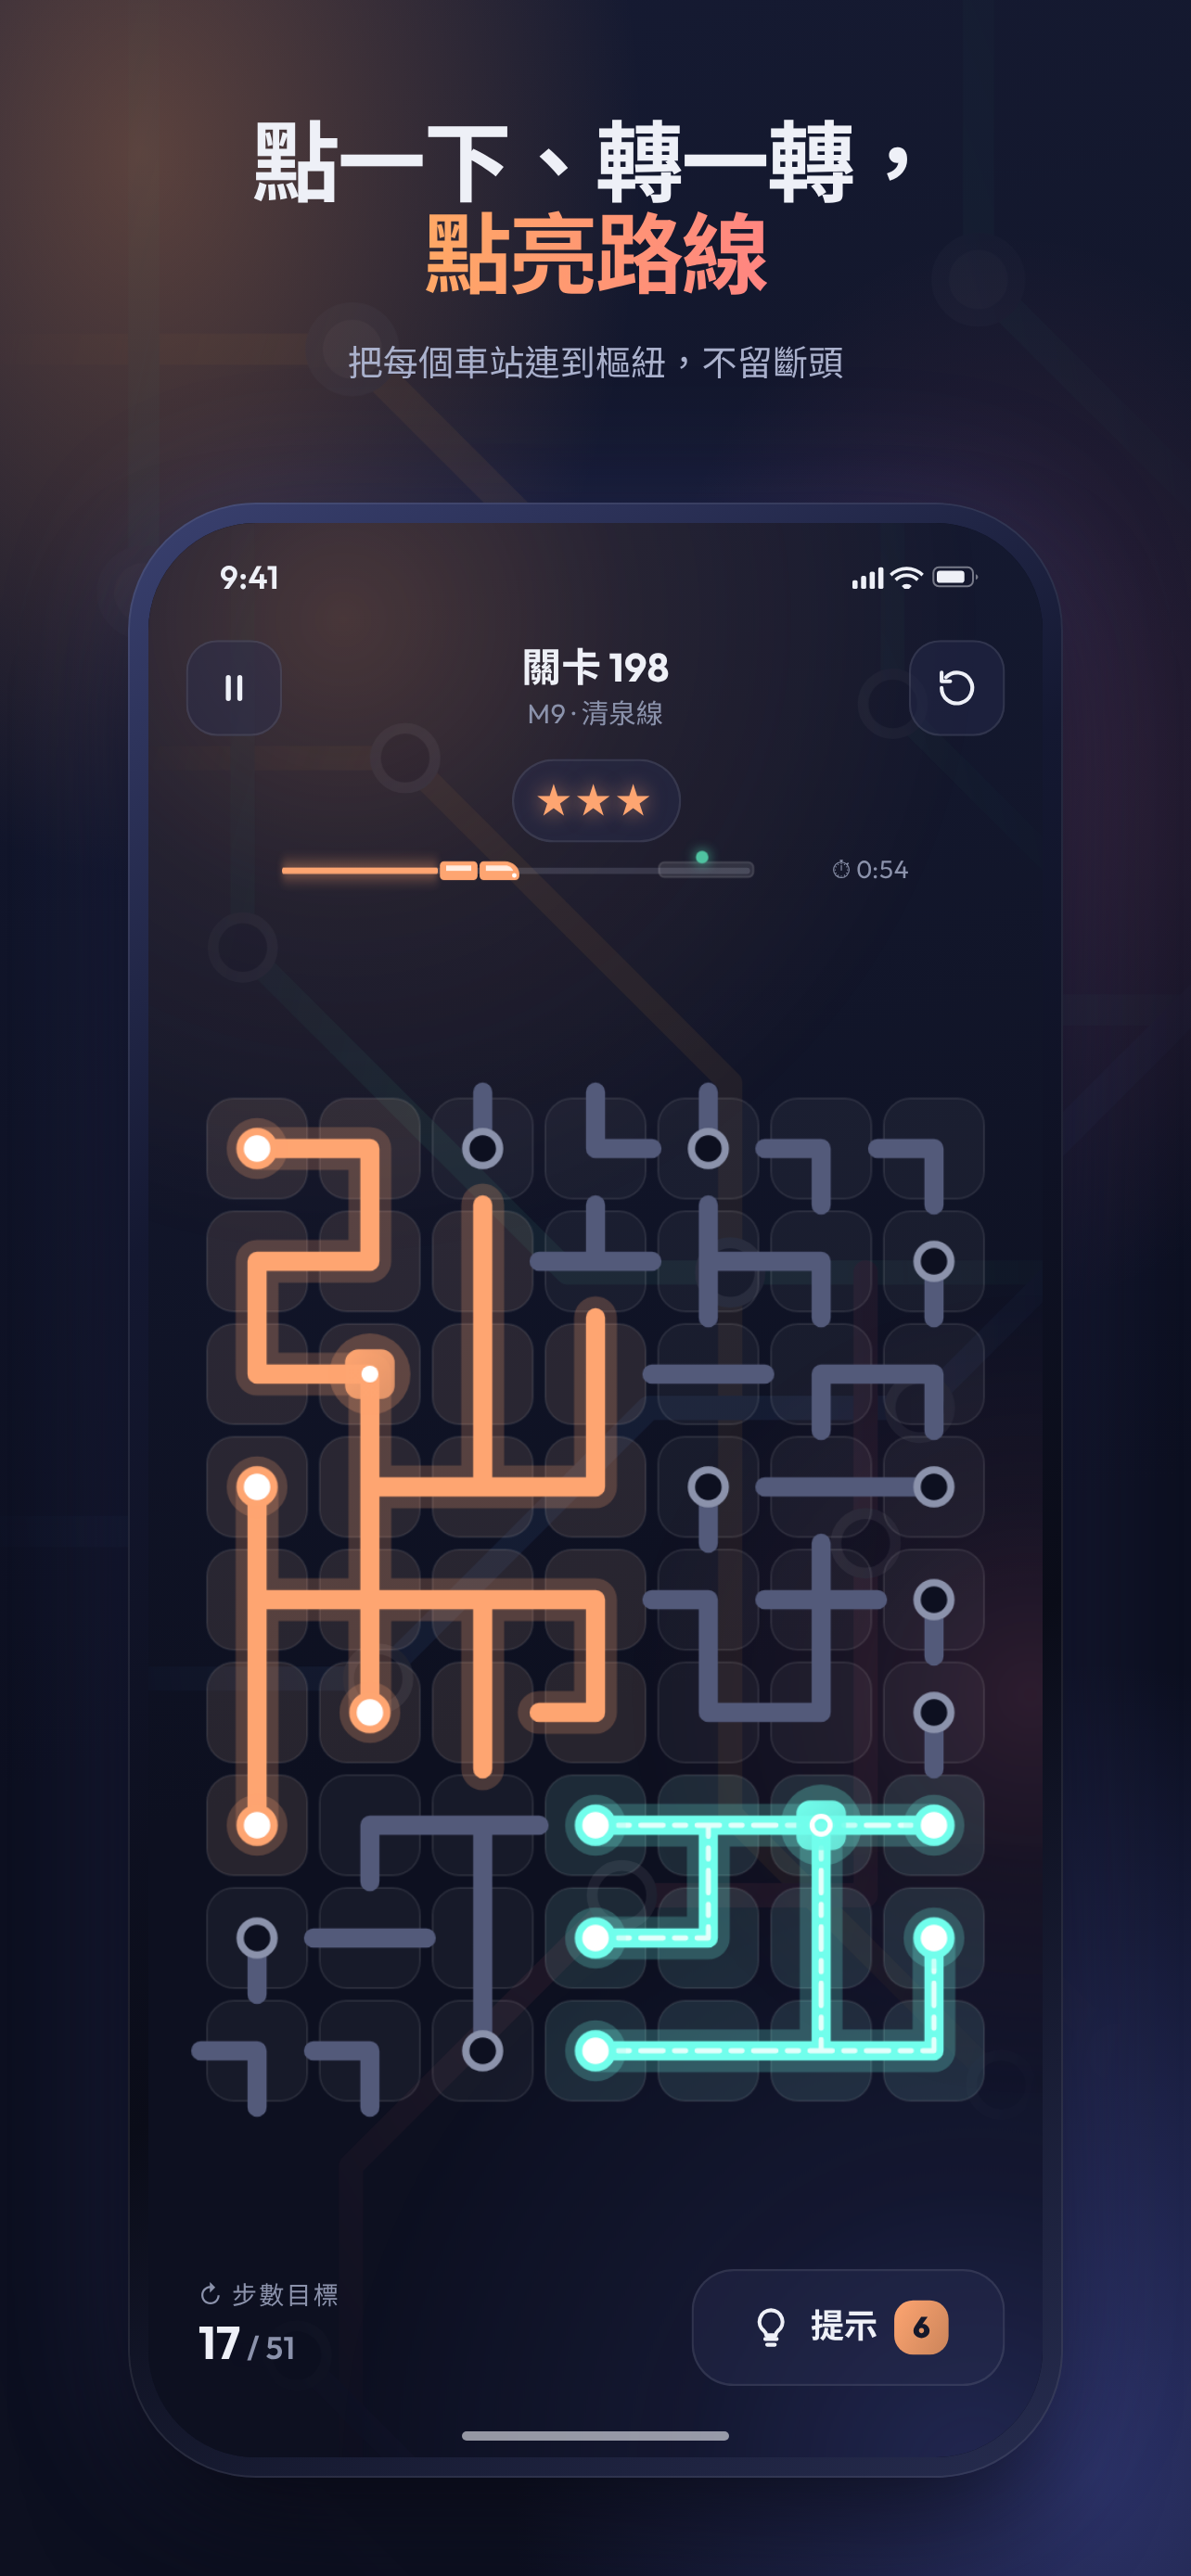 點一下、轉一轉，
點亮路線
把每個車站連到樞紐，不留斷頭
9:41
關卡 198
M9 · 清泉線
0:54
步數目標
17 / 51
提示 6